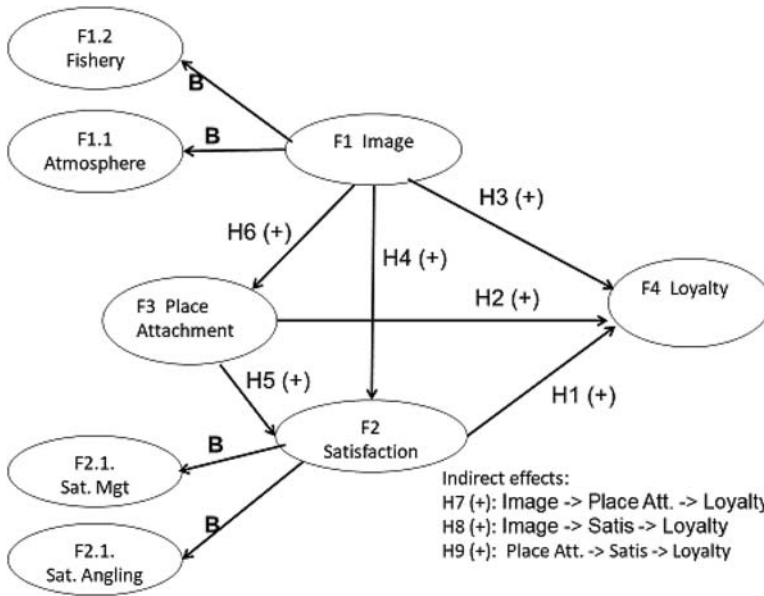 F1.2
Fishery
B
F1.1
Atmosphere
B
F1 Image
H3 (+)
H6 (+)
H4 (+)
F4 Loyalty
F3 Place
Attachment
H2 (+)
H5 (+)
H1 (+)
F2
Satisfaction
B
F2.1.
Sat. Mgt
B
F2.1.
Sat. Angling
Indirect effects:
H7 (+): Image -> Place Att. -> Loyalty
H8 (+): Image -> Satis -> Loyalty
H9 (+): Place Att. -> Satis -> Loyalty